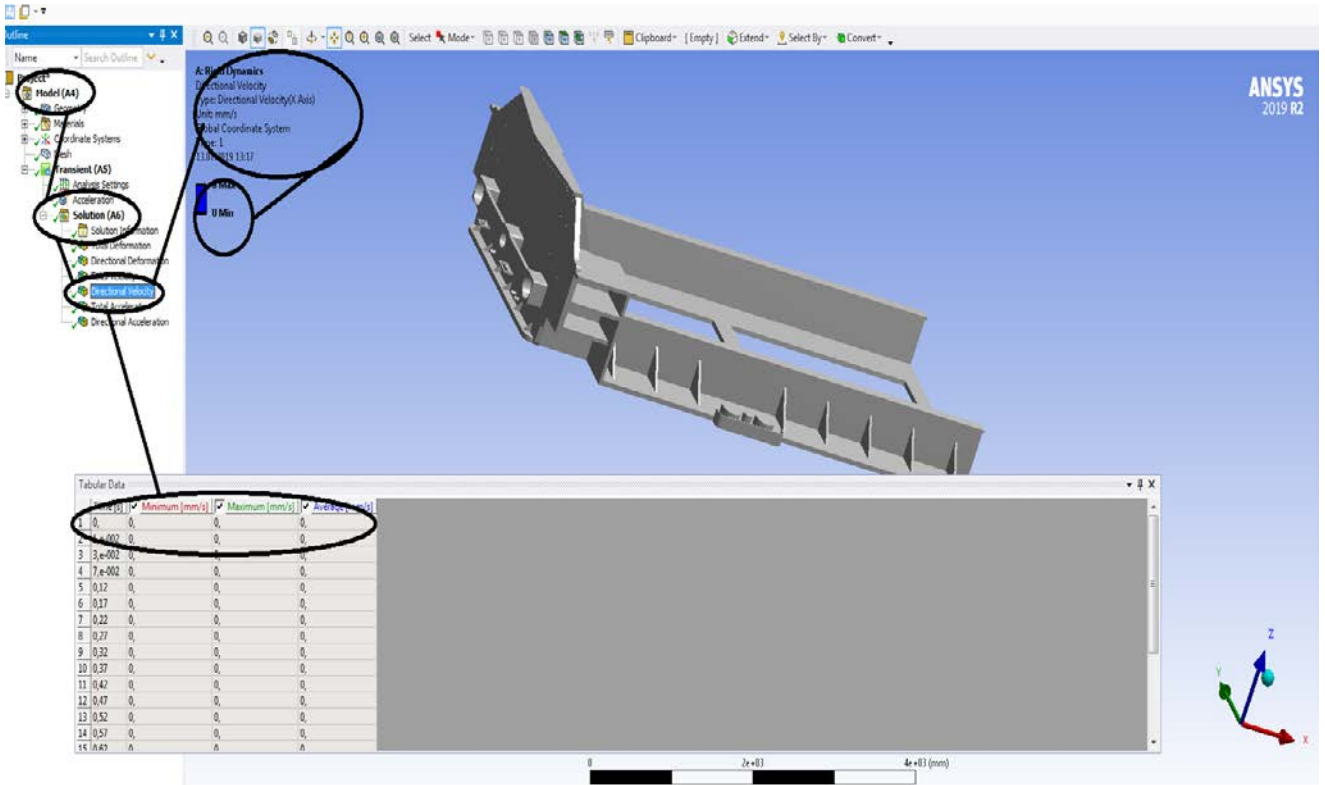 Outline
Name
Search Outline
Project*
Model (A4)
Geometry
Materials
Coordinate Systems
Mesh
Transient (A5)
Analysis Settings
Acceleration
Solution (A6)
Solution Information
Total Deformation
Directional Deformation
Directional Velocity
Total Acceleration
Directional Acceleration
Select Mode Clipboard [Empty] Extend Select By Convert
A: Rigid Dynamics
Directional Velocity
Type: Directional Velocity(X Axis)
Unit: mm/s
Global Coordinate System
Time: 1
0 Max
0 Min
ANSYS
2019 R2
Tabular Data
Time [s] Minimum [mm/s] Maximum [mm/s] Average [mm/s]
1 0, 0, 0, 0,
2 0, 0, 0,
3 3,e-002 0, 0, 0,
4 7,e-002 0, 0, 0,
5 0,12 0, 0, 0,
6 0,17 0, 0, 0,
7 0,22 0, 0, 0,
8 0,27 0, 0, 0,
9 0,32 0, 0, 0,
10 0,37 0, 0, 0,
11 0,42 0, 0, 0,
12 0,47 0, 0, 0,
13 0,52 0, 0, 0,
14 0,57 0, 0, 0,
15 0,62 0, 0, 0,
Z
Y
X
0 2e+03 4e+03 (mm)